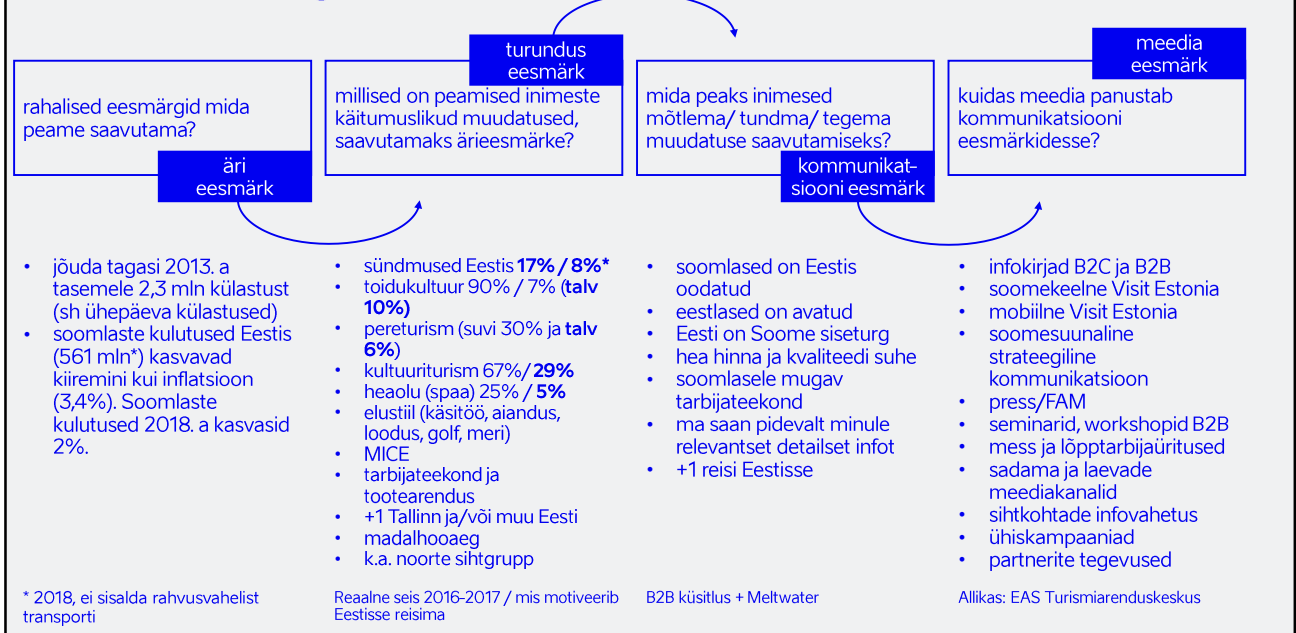 rahalised eesmärgid mida
peame saavutama?
äri
eesmärk
• jõuda tagasi 2013. a
tasemele 2,3 mln külastust
(sh ühepäeva külastused)
• soomlaste kulutused Eestis
(561 mln*) kasvavad
kiiremini kui inflatsioon
(3,4%). Soomlaste
kulutused 2018. a kasvasid
2%.
* 2018, ei sisalda rahvusvahelist
transporti
turundus
eesmärk
millised on peamised inimeste
käitumuslikud muudatused,
saavutamaks ärieesmärke?
• sündmused Eestis 17% / 8%*
• toidukultuur 90% / 7% (talv
10%)
• pereturism (suvi 30% ja talv
6%)
• kultuuriturism 67%/ 29%
• heaolu (spaa) 25% / 5%
• elustiil (käsitöö, aiandus,
loodus, golf, meri)
• MICE
• tarbijateekond ja
tootearendus
• +1 Tallinn ja/või muu Eesti
• madalhooaeg
• k.a. noorte sihtgrupp
Reaalne seis 2016-2017 / mis motiveerib
Eestisse reisima
mida peaks inimesed
mõtlema/ tundma/ tegema
muudatuse saavutamiseks?
kommunikat-
siooni eesmärk
• soomlased on Eestis
oodatud
• eestlased on avatud
• Eesti on Soome siseturg
• hea hinna ja kvaliteedi suhe
• soomlasele mugav
tarbijateekond
• ma saan pidevalt minule
relevantset detailset infot
• +1 reisi Eestisse
B2B küsitlus + Meltwater
meedia
eesmärk
kuidas meedia panustab
kommunikatsiooni
eesmärkidesse?
• infokirjad B2C ja B2B
• soomekeelne Visit Estonia
• mobiilne Visit Estonia
• soomesuunaline
strateegiline
kommunikatsioon
• press/FAM
• seminarid, workshopid B2B
• mess ja lõpptarbijaüritused
• sadama ja laevade
meediakanalid
• sihtkohtade infovahetus
• ühiskampaaniad
• partnerite tegevused
Allikas: EAS Turismiarenduskeskus